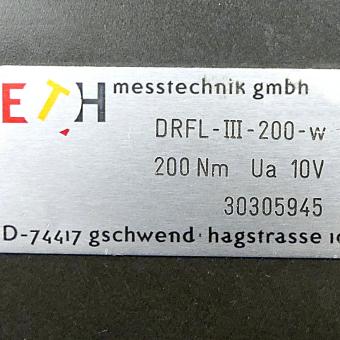 ETH messtechnik gmbh
DRFL-III-200-w
200 Nm Ua 10V
30305945
D-74417 gschwend · hagstrasse